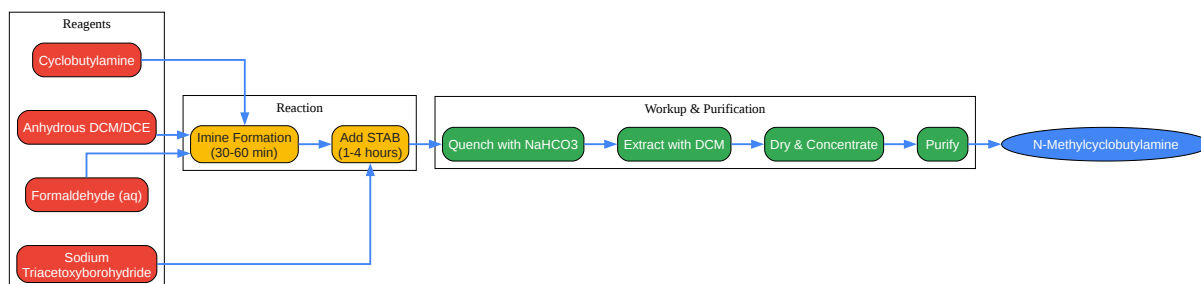 Reagents
Cyclobutylamine
Anhydrous DCM/DCE
Formaldehyde (aq)
Sodium
Triacetoxyborohydride
Reaction
Imine Formation
(30-60 min)
Add STAB
(1-4 hours)
Workup & Purification
Quench with NaHCO3
Extract with DCM
Dry & Concentrate
Purify
N-Methylcyclobutylamine